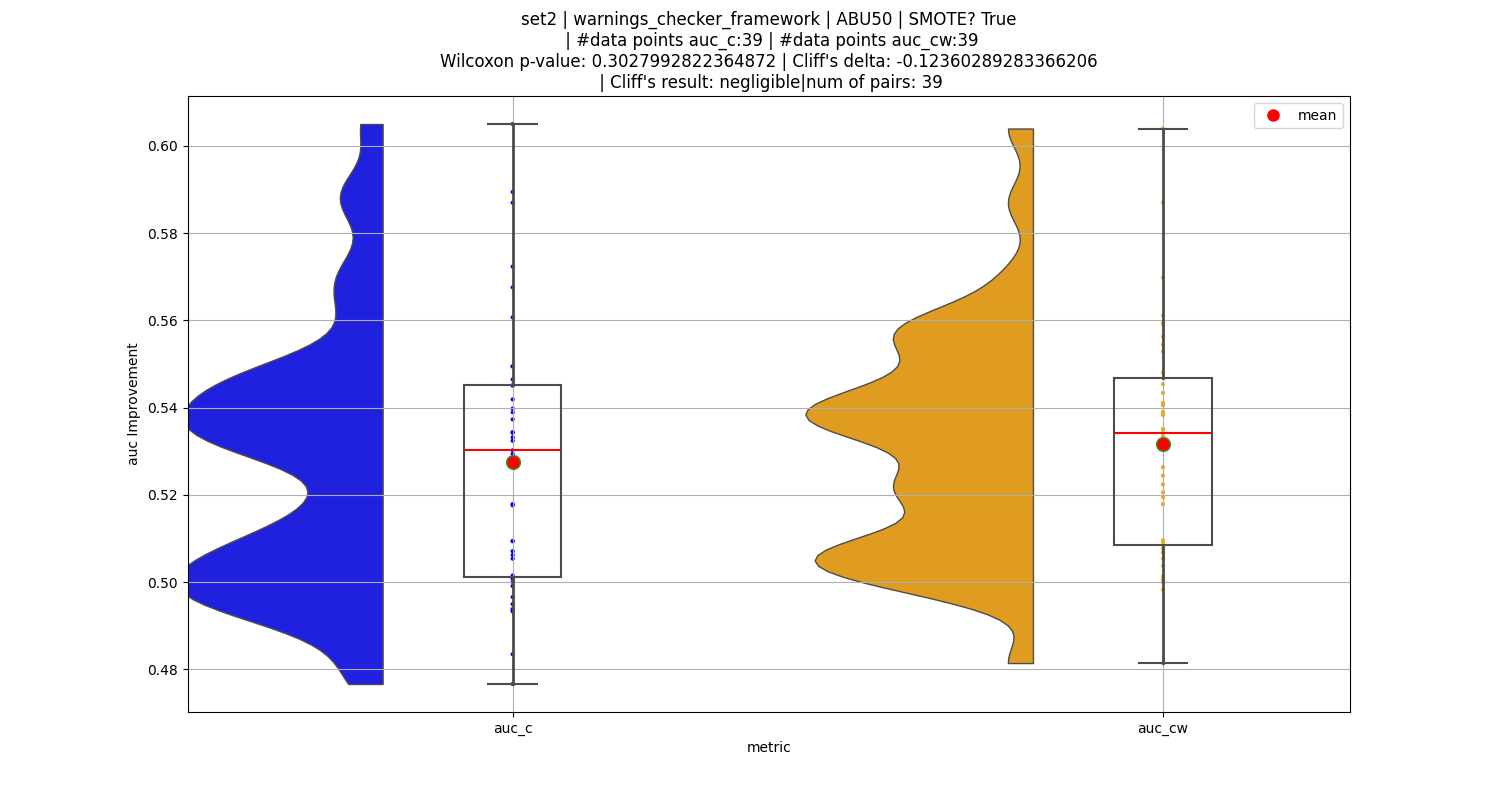 set2 | warnings_checker_framework | ABU50 | SMOTE? True
| #data points auc_c:39 | #data points auc_cw:39
Wilcoxon p-value: 0.3027992822364872 | Cliff's delta: -0.12360289283366206
| Cliff's result: negligible|num of pairs: 39
mean
0.60
0.58
0.56
0.54
0.52
0.50
0.48
auc Improvement
auc_c
auc_cw
metric